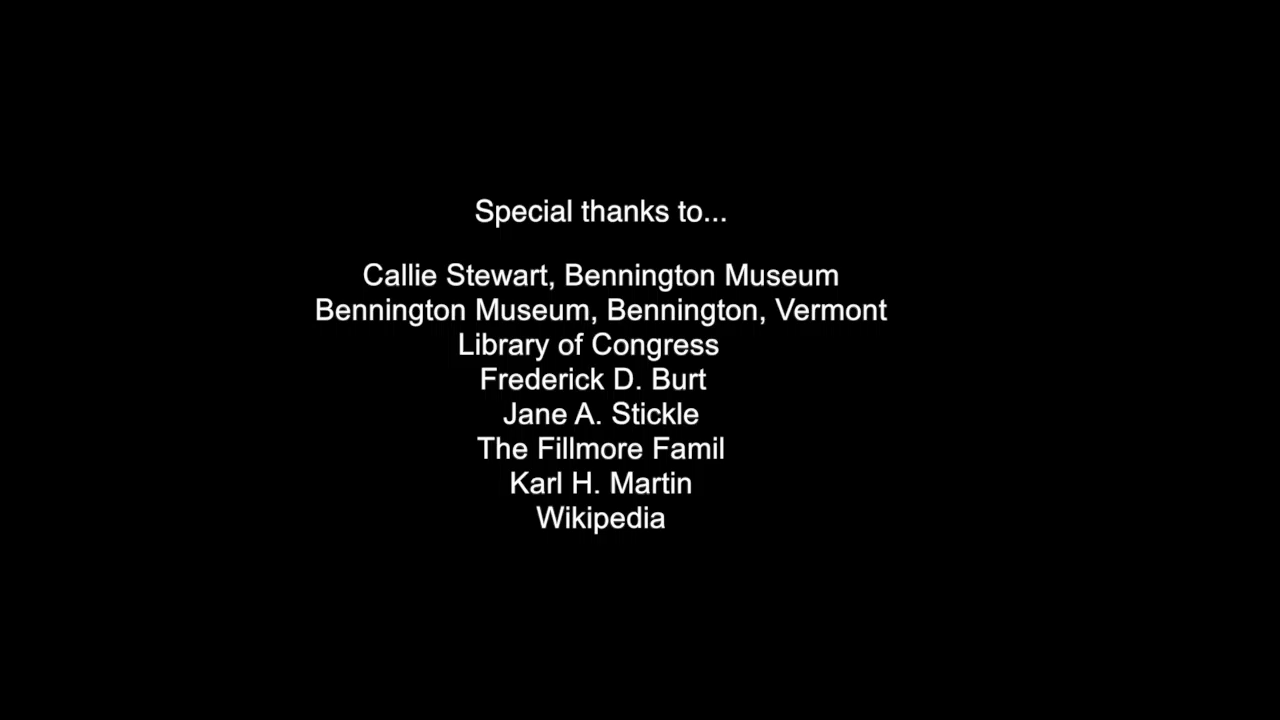 Special thanks to...
Callie Stewart, Bennington Museum
Bennington Museum, Bennington, Vermont
Library of Congress
Frederick D. Burt
Jane A. Stickle
The Fillmore Famil
Karl H. Martin
Wikipedia